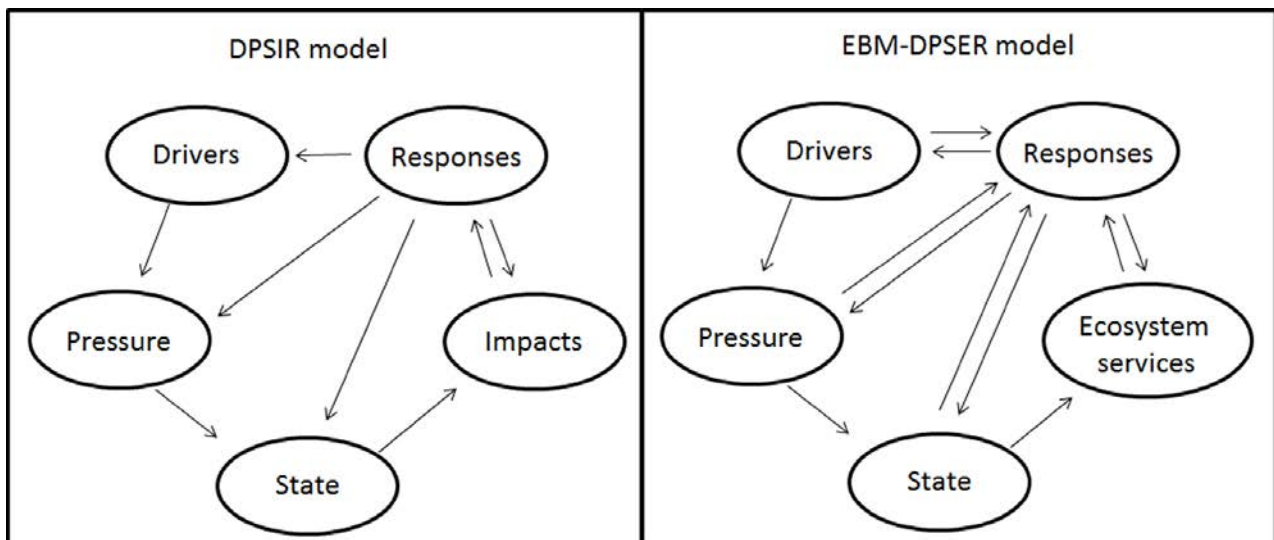 DPSIR model
Drivers
Responses
Pressure
Impacts
State
EBM-DPSER model
Drivers
Responses
Pressure
Ecosystem
services
State